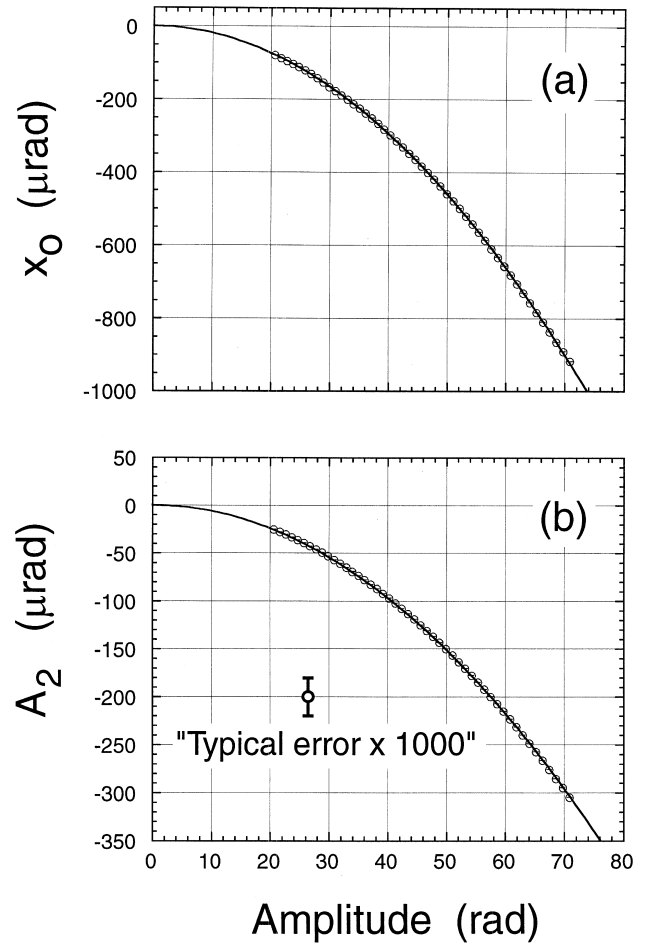 0
-200
-400
-600
-800
-1000
x0 (μrad)
(a)
50
0
-50
-100
-150
-200
-250
-300
-350
A2 (μrad)
(b)
"Typical error x 1000"
0 10 20 30 40 50 60 70 80
Amplitude (rad)